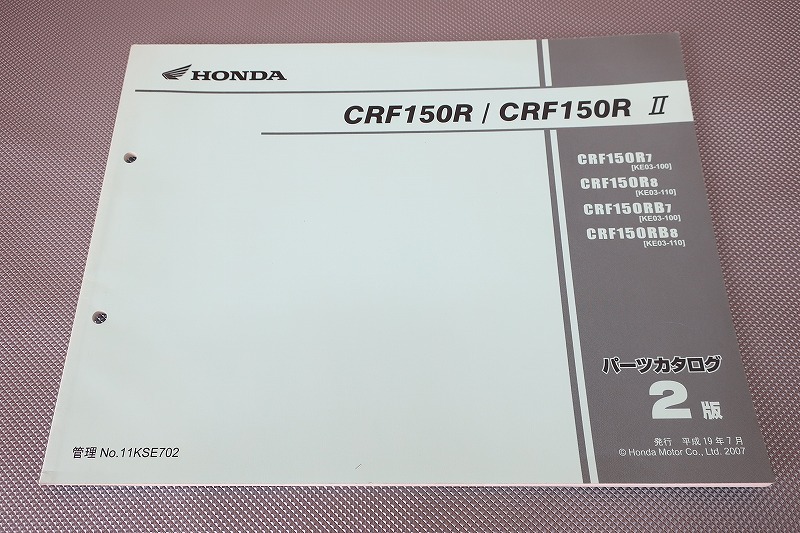 HONDA
CRF150R / CRF150R Ⅱ
CRF150R7
[KE03-100]
CRF150R8
[KE03-110]
CRF150RB7
[KE03-100]
CRF150RB8
[KE03-110]
パーツカタログ
2 版
発行 平成 19 年 7 月
© Honda Motor Co., Ltd. 2007
管理 No.11KSE702